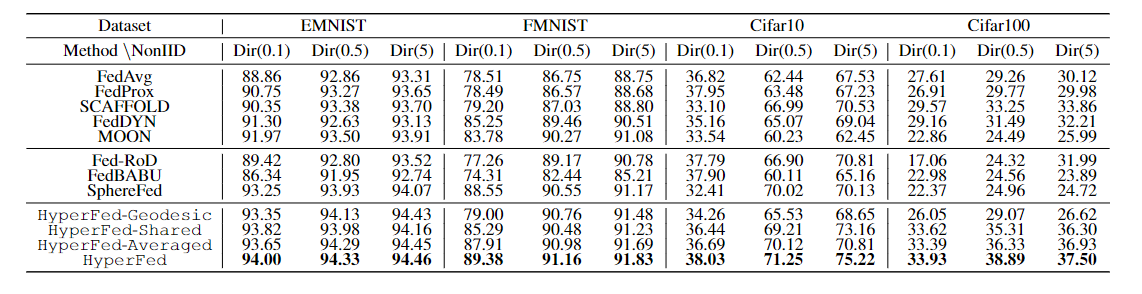 Dataset EMNIST FMNIST Cifar10 Cifar100
Method \NonIID Dir(0.1) Dir(0.5) Dir(5) Dir(0.1) Dir(0.5) Dir(5) Dir(0.1) Dir(0.5) Dir(5) Dir(0.1) Dir(0.5) Dir(5)
FedAvg 88.86 92.86 93.31 78.51 86.75 88.75 36.82 62.44 67.53 27.61 29.26 30.12
FedProx 90.75 93.27 93.65 78.49 86.57 88.68 37.95 63.48 67.23 26.91 29.77 29.98
SCAFFOLD 90.35 93.38 93.70 79.20 87.03 88.80 33.10 66.99 70.53 29.57 33.25 33.86
FedDYN 91.30 92.63 93.13 85.25 89.46 90.51 35.16 65.07 69.04 29.16 31.49 32.21
MOON 91.97 93.50 93.91 83.78 90.27 91.08 33.54 60.23 62.45 22.86 24.49 25.99
Fed-RoD 89.42 92.80 93.52 77.26 89.17 90.78 37.79 66.90 70.81 17.06 24.32 31.99
FedBABU 86.34 91.95 92.74 74.31 82.44 85.21 37.90 60.11 65.16 22.98 24.56 23.89
SphereFed 93.25 93.93 94.07 88.55 90.55 91.17 32.41 70.02 70.13 22.37 24.96 24.72
HyperFed-Geodesic 93.35 94.13 94.43 79.00 90.76 91.48 34.26 65.53 68.65 26.05 29.07 26.62
HyperFed-Shared 93.82 93.98 94.16 85.29 90.48 91.23 36.44 69.21 73.16 33.62 35.31 36.30
HyperFed-Averaged 93.65 94.29 94.45 87.91 90.98 91.69 36.69 70.12 70.81 33.39 36.33 36.93
HyperFed 94.00 94.33 94.46 89.38 91.16 91.83 38.03 71.25 75.22 33.93 38.89 37.50